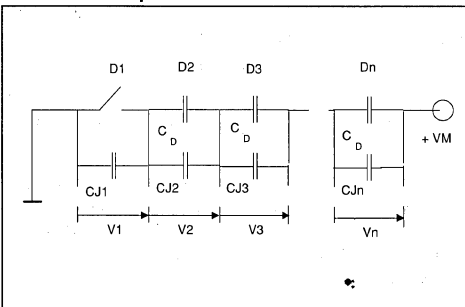 D1 D2 D3 Dn
C D C D C D + VM
CJ1 CJ2 CJ3 CJn
V1 V2 V3 Vn